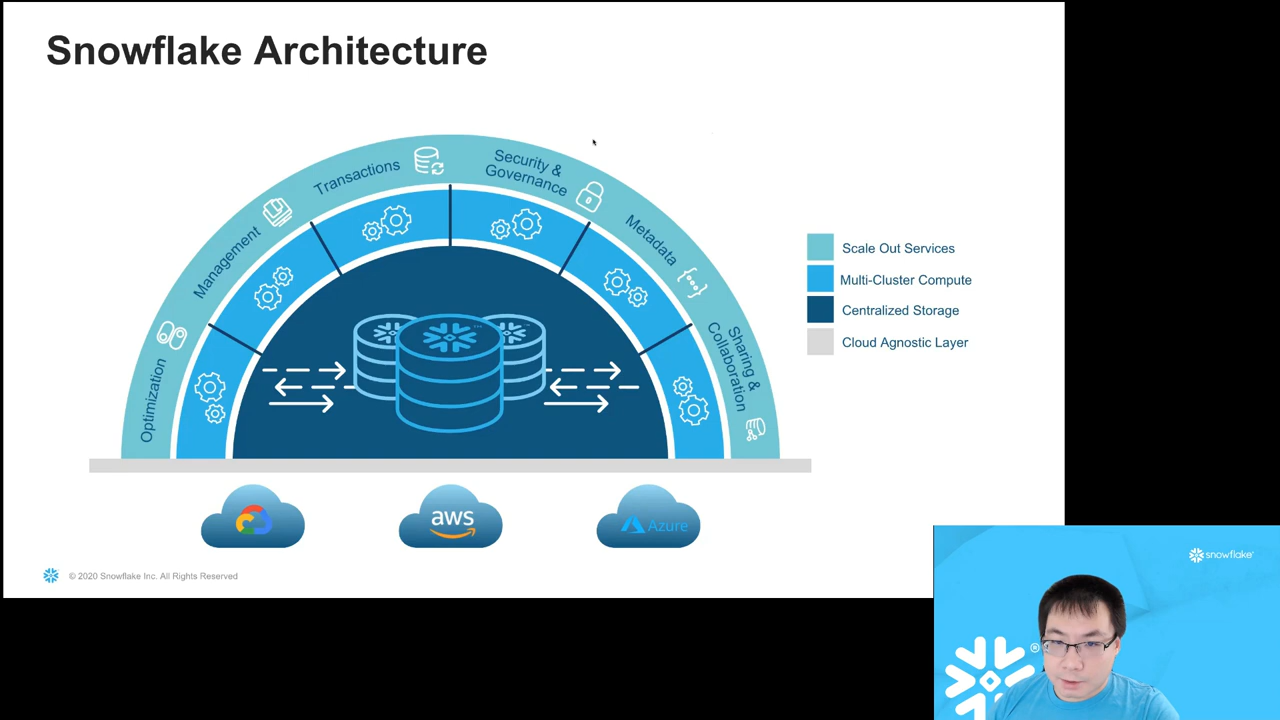 Snowflake Architecture
Optimization
Management
Transactions
Security &
Governance
Metadata
Sharing &
Collaboration
Scale Out Services
Multi-Cluster Compute
Centralized Storage
Cloud Agnostic Layer
aws
Azure
© 2020 Snowflake Inc. All Rights Reserved
snowflake
®